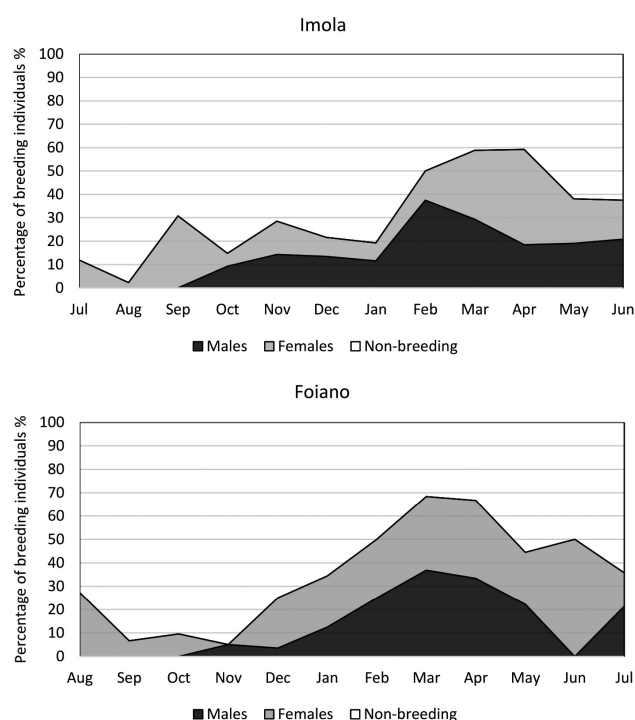 Imola
Percentage of breeding individuals %
100
90
80
70
60
50
40
30
20
10
0
Jul Aug Sep Oct Nov Dec Jan Feb Mar Apr May Jun
Males Females Non-breeding
Foiano
Percentage of breeding individuals %
100
90
80
70
60
50
40
30
20
10
0
Aug Sep Oct Nov Dec Jan Feb Mar Apr May Jun Jul
Males Females Non-breeding